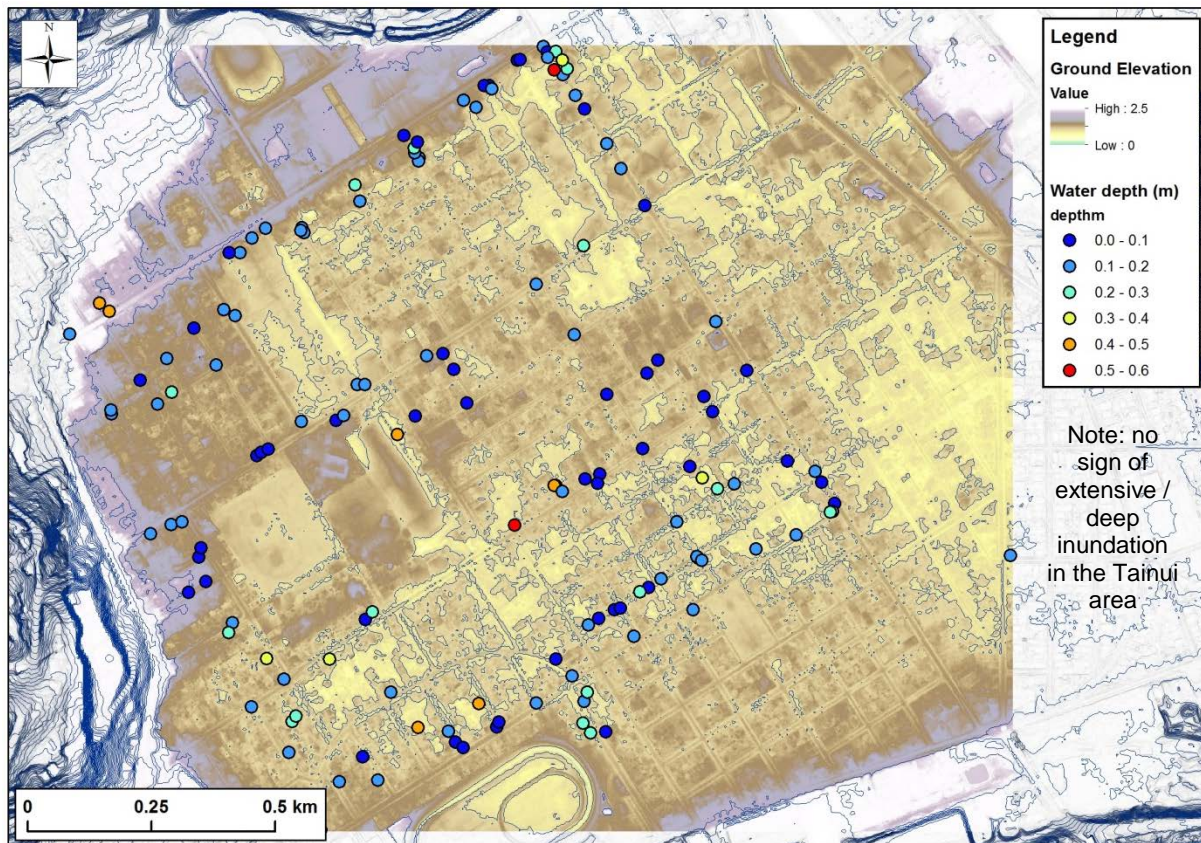 N
Legend
Ground Elevation
Value
High : 2.5
Low : 0
Water depth (m)
depthm
0.0 - 0.1
0.1 - 0.2
0.2 - 0.3
0.3 - 0.4
0.4 - 0.5
0.5 - 0.6
Note: no
sign of
extensive /
deep
inundation
in the Tainui
area
0 0.25 0.5 km